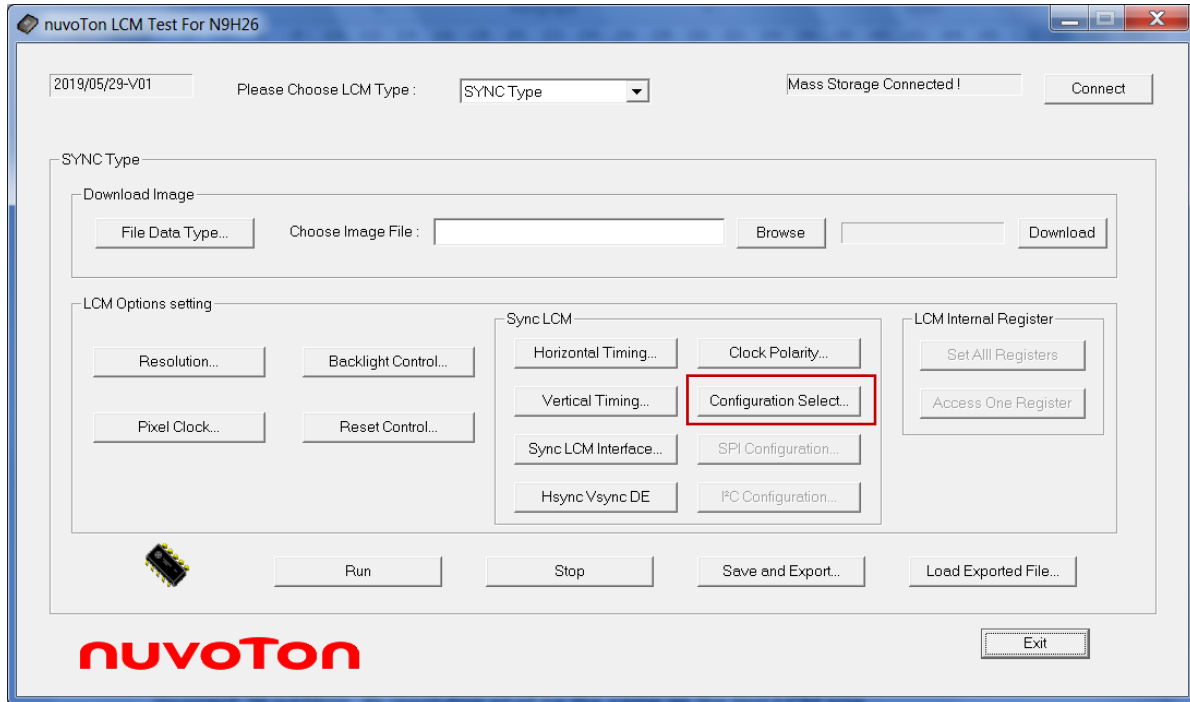 nuvoTon LCM Test For N9H26
2019/05/29-V01
Please Choose LCM Type :
SYNC Type
Mass Storage Connected !
Connect
SYNC Type
Download Image
File Data Type...
Choose Image File :
Browse
Download
LCM Options setting
Resolution...
Backlight Control...
Pixel Clock...
Reset Control...
Sync LCM
Horizontal Timing...
Clock Polarity...
Vertical Timing...
Configuration Select...
Sync LCM Interface...
SPI Configuration...
Hsync Vsync DE
I²C Configuration...
LCM Internal Register
Set Alll Registers
Access One Register
Run
Stop
Save and Export...
Load Exported File...
nuvoTon
Exit